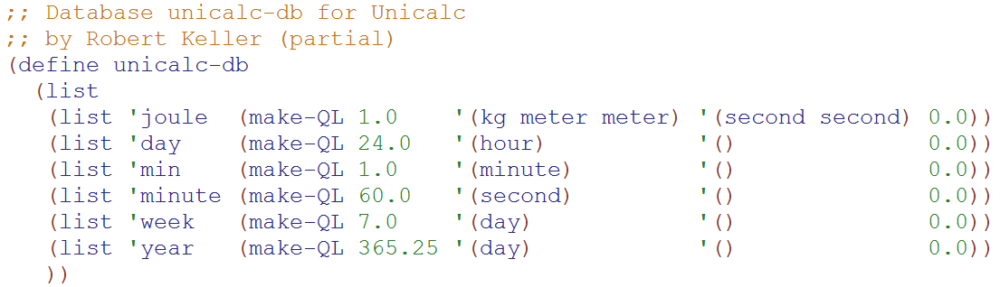 ;; Database unicalc-db for Unicalc
;; by Robert Keller (partial)
(define unicalc-db
  (list
   (list 'joule  (make-QL 1.0    '(kg meter meter) '(second second) 0.0))
   (list 'day    (make-QL 24.0   '(hour)           '()              0.0))
   (list 'min    (make-QL 1.0    '(minute)         '()              0.0))
   (list 'minute (make-QL 60.0   '(second)         '()              0.0))
   (list 'week   (make-QL 7.0    '(day)            '()              0.0))
   (list 'year   (make-QL 365.25 '(day)            '()              0.0))
   ))